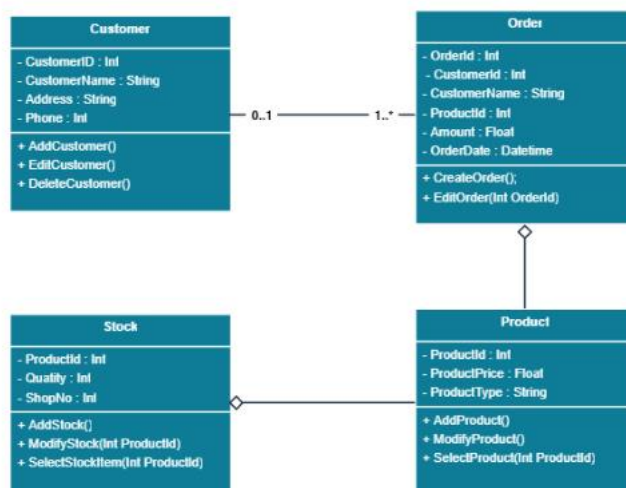 Customer
- CustomerID : Int
- CustomerName : String
- Address : String
- Phone : Int
+ AddCustomer()
+ EditCustomer()
+ DeleteCustomer()
0..1
1..*
Order
- OrderId : Int
- CustomerId : Int
- CustomerName : String
- ProductId : Int
- Amount : Float
- OrderDate : Datetime
+ CreateOrder();
+ EditOrder(Int OrderId)
Stock
- ProductId : Int
- Quatity : Int
- ShopNo : Int
+ AddStock()
+ ModifyStock(Int ProductId)
+ SelectStockItem(Int ProductId)
Product
- ProductId : Int
- ProductPrice : Float
- ProductType : String
+ AddProduct()
+ ModifyProduct()
+ SelectProduct(Int ProductId)